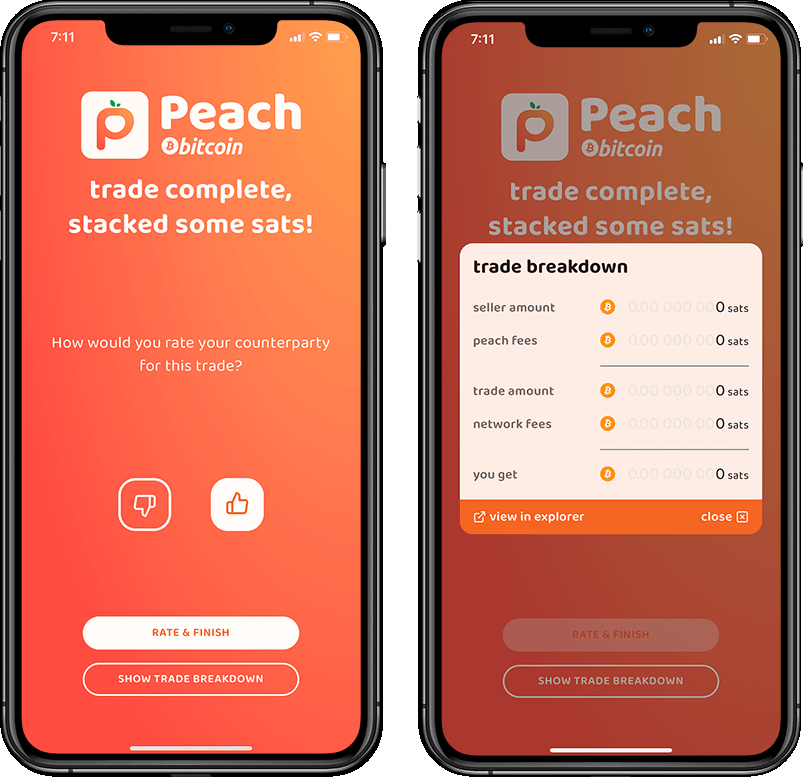 7:11
Peach
bitcoin
trade complete,
stacked some sats!
How would you rate your counterparty
for this trade?
RATE & FINISH
SHOW TRADE BREAKDOWN
7:11
Peach
bitcoin
trade complete,
stacked some sats!
trade breakdown
seller amount 0.00 000 000 sats
peach fees 0.00 000 000 sats
trade amount 0.00 000 000 sats
network fees 0.00 000 000 sats
you get 0.00 000 000 sats
view in explorer close
RATE & FINISH
SHOW TRADE BREAKDOWN